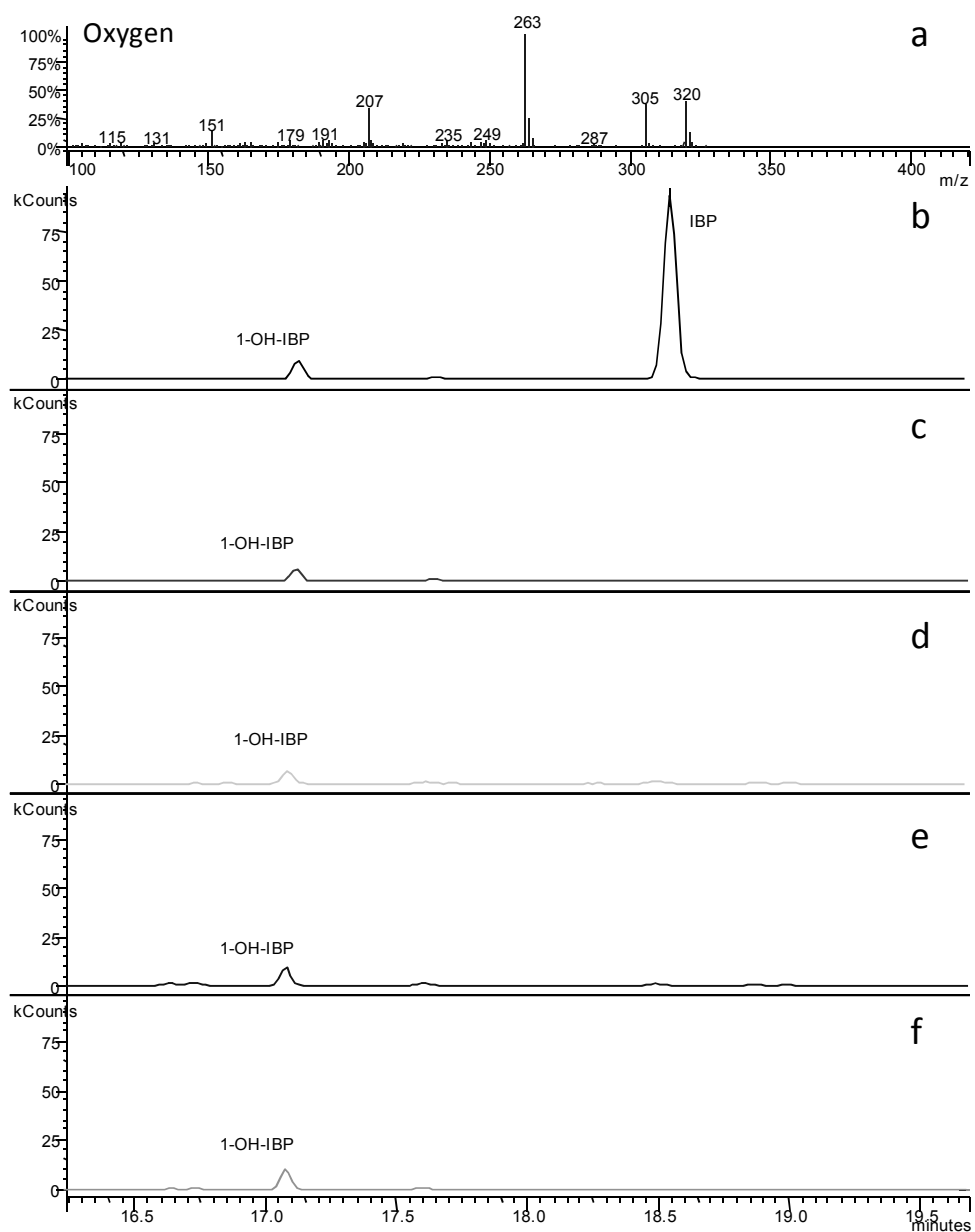 Oxygen
a
100%
75%
50%
25%
0%
263
207
305
320
151
115
131
179
191
235
249
287
100 150 200 250 300 350 400
m/z
kCounts
b
75
50
25
0
IBP
1-OH-IBP
kCounts
c
75
50
25
0
1-OH-IBP
kCounts
d
75
50
25
0
1-OH-IBP
kCounts
e
75
50
25
0
1-OH-IBP
kCounts
f
75
50
25
0
1-OH-IBP
16.5 17.0 17.5 18.0 18.5 19.0 19.5
minutes